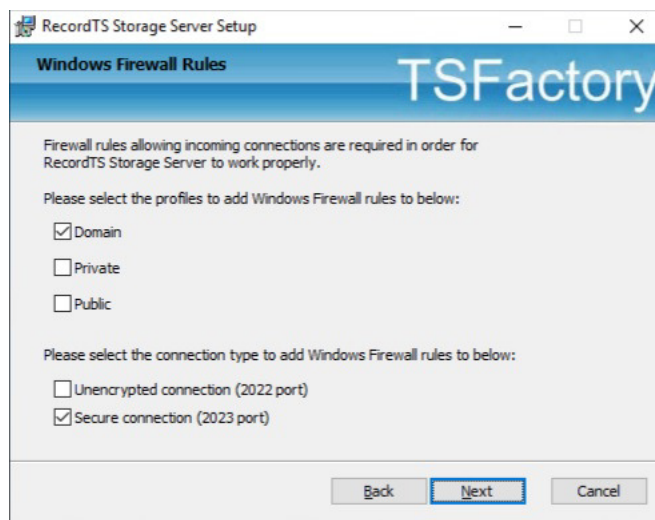 RecordTS Storage Server Setup
Windows Firewall Rules
TSFactory
Firewall rules allowing incoming connections are required in order for
RecordTS Storage Server to work properly.
Please select the profiles to add Windows Firewall rules to below:
Domain
Private
Public
Please select the connection type to add Windows Firewall rules to below:
Unencrypted connection (2022 port)
Secure connection (2023 port)
Back
Next
Cancel